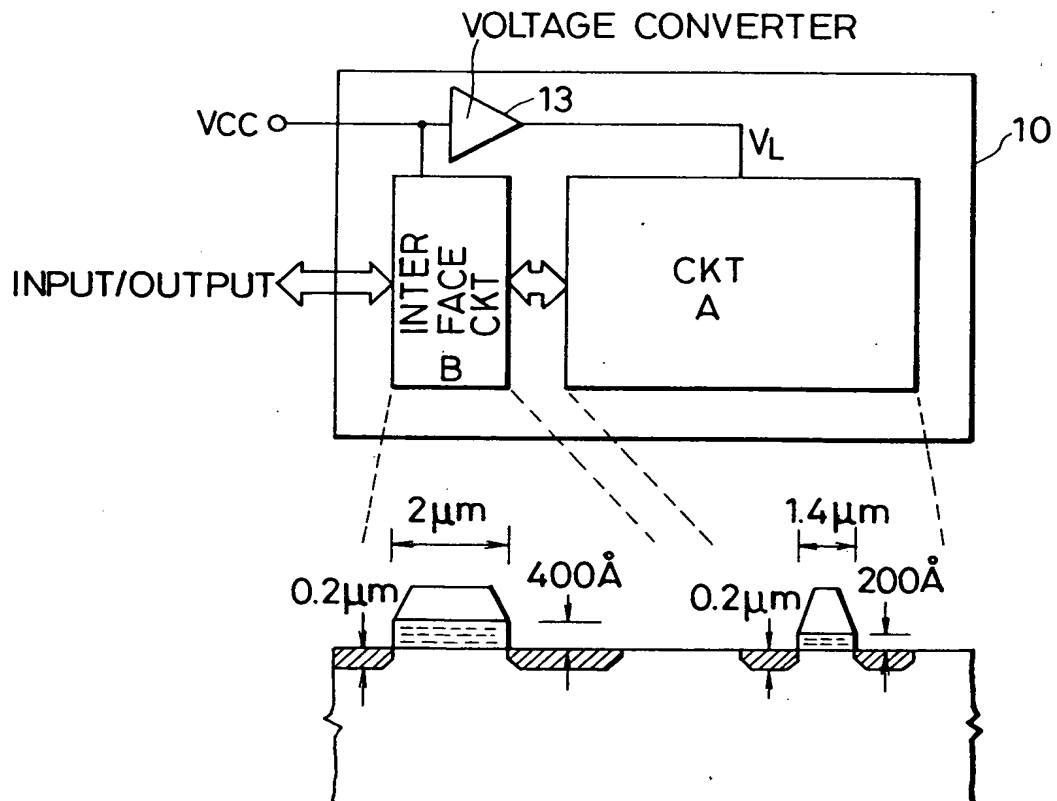 VOLTAGE CONVERTER
13
VCC
VL
10
INPUT/OUTPUT
INTER
FACE
CKT
B
CKT
A
2μm
1.4μm
0.2μm
400Å
0.2μm
200Å